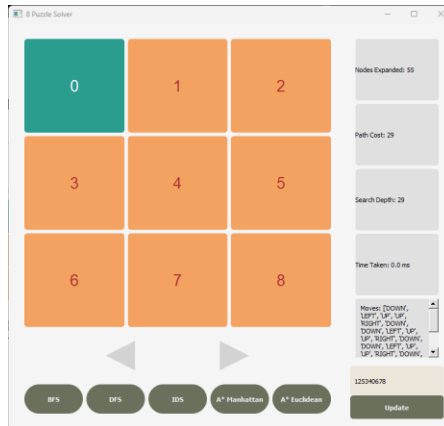 8 Puzzle Solver
0 1 2
3 4 5
6 7 8
Nodes Expanded: 55
Path Cost: 29
Search Depth: 29
Time Taken: 0.0 ms
Moves: ['DOWN',
'LEFT', 'UP', 'UP',
'RIGHT', 'DOWN',
'DOWN', 'LEFT', 'UP',
'UP', 'RIGHT', 'DOWN',
'DOWN', 'LEFT', 'UP',
'UP', 'RIGHT', 'DOWN',
125340678
Update
BFS DFS IDS A* Manhattan A* Euclidean